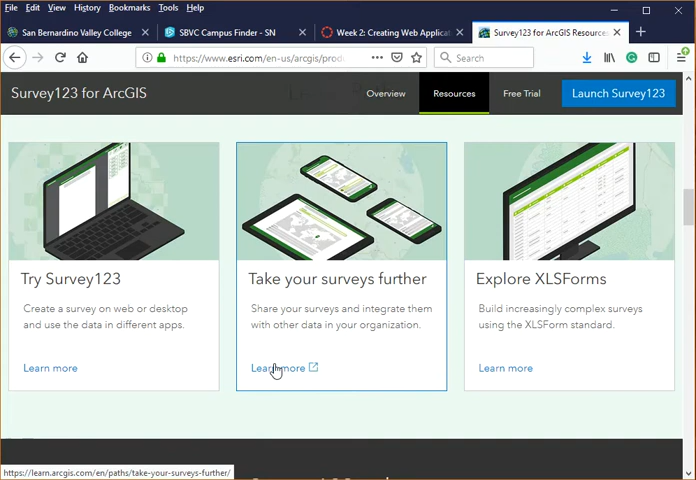 File Edit View History Bookmarks Tools Help
San Bernardino Valley College
SBVC Campus Finder - SN
Week 2: Creating Web Applicat
Survey123 for ArcGIS Resources
https://www.esri.com/en-us/arcgis/produ
Search
Survey123 for ArcGIS
Overview
Resources
Free Trial
Launch Survey123
Try Survey123
Create a survey on web or desktop
and use the data in different apps.
Learn more
Take your surveys further
Share your surveys and integrate them
with other data in your organization.
Learn more
Explore XLSForms
Build increasingly complex surveys
using the XLSForm standard.
Learn more
https://learn.arcgis.com/en/paths/take-your-surveys-further/